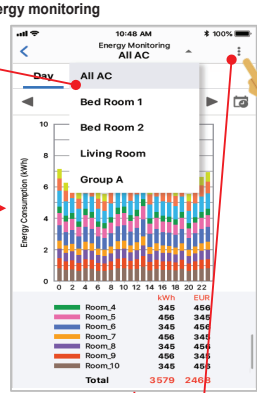 ergy monitoring
10:48 AM
100%
Energy Monitoring
All AC
Day
All AC
Bed Room 1
Bed Room 2
Living Room
Group A
Energy Consumption (kWh)
10
8
6
4
2
0
0 2 4 6 8 10 12 14 16 18 20 22
kWh EUR
Room_4 345 456
Room_5 456 345
Room_6 345 456
Room_7 456 345
Room_8 345 456
Room_9 456 345
Room_10 345 456
Total 3579 2468